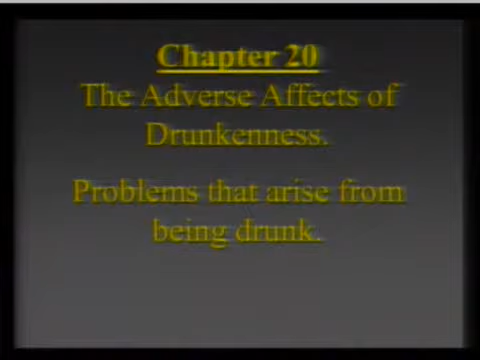 Chapter 20
The Adverse Affects of
Drunkenness.
Problems that arise from
being drunk.